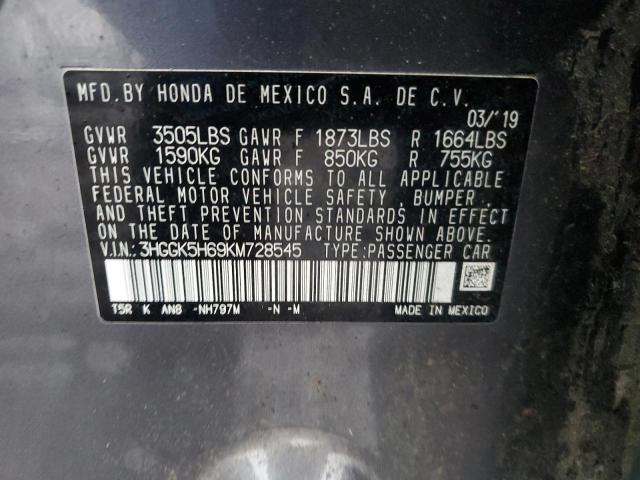 MFD. BY HONDA DE MEXICO S.A. DE C.V.
03/'19
GVWR 3505LBS GAWR F 1873LBS R 1664LBS
GVWR 1590KG GAWR F 850KG R 755KG
THIS VEHICLE CONFORMS TO ALL APPLICABLE
FEDERAL MOTOR VEHICLE SAFETY, BUMPER,
AND THEFT PREVENTION STANDARDS IN EFFECT
ON THE DATE OF MANUFACTURE SHOWN ABOVE.
V.I.N.: 3HGGK5H69KM728545 TYPE:PASSENGER CAR
T5R K AN8 -NH797M -N -M MADE IN MEXICO